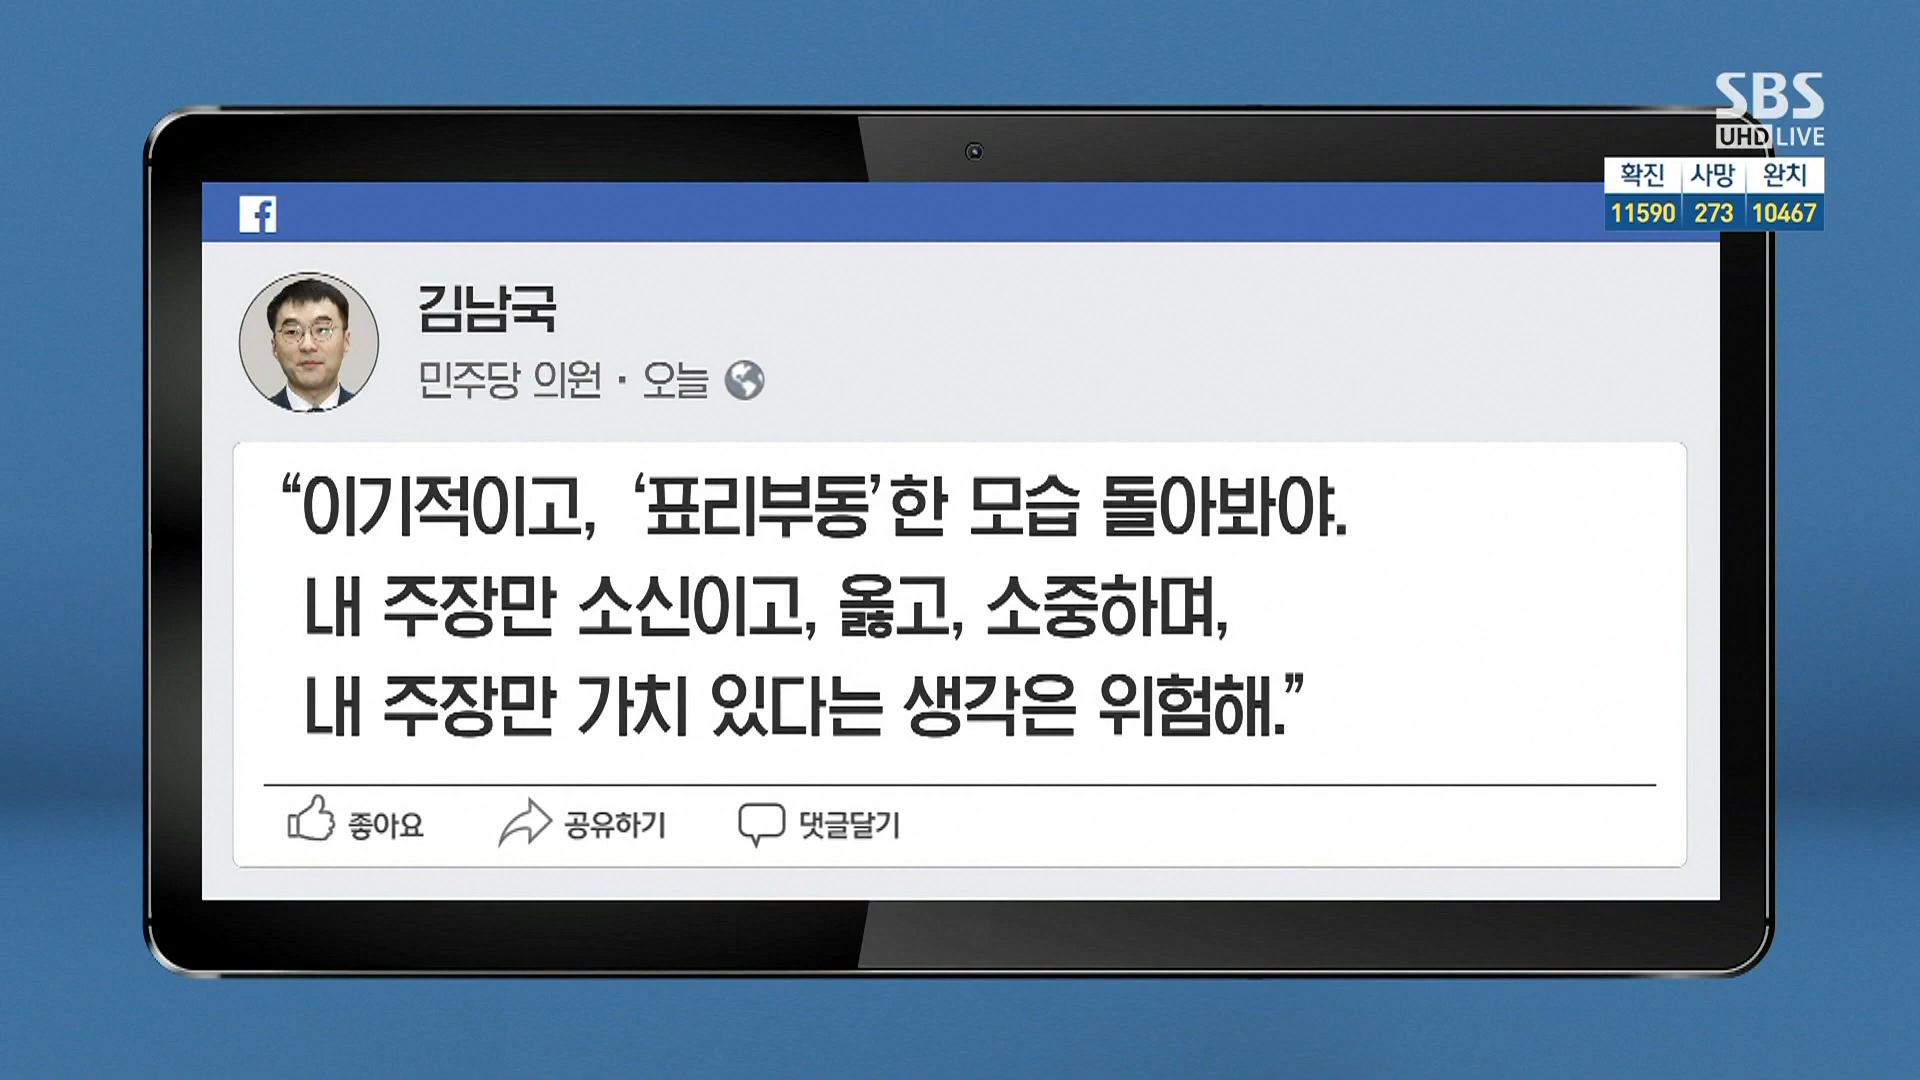 SBS
UHD LIVE
확진 사망 완치
11590 273 10467
f
김남국
민주당 의원 · 오늘
“이기적이고, ‘표리부동’한 모습 돌아봐야.
내 주장만 소신이고, 옳고, 소중하며,
내 주장만 가치 있다는 생각은 위험해.”
좋아요 공유하기 댓글달기